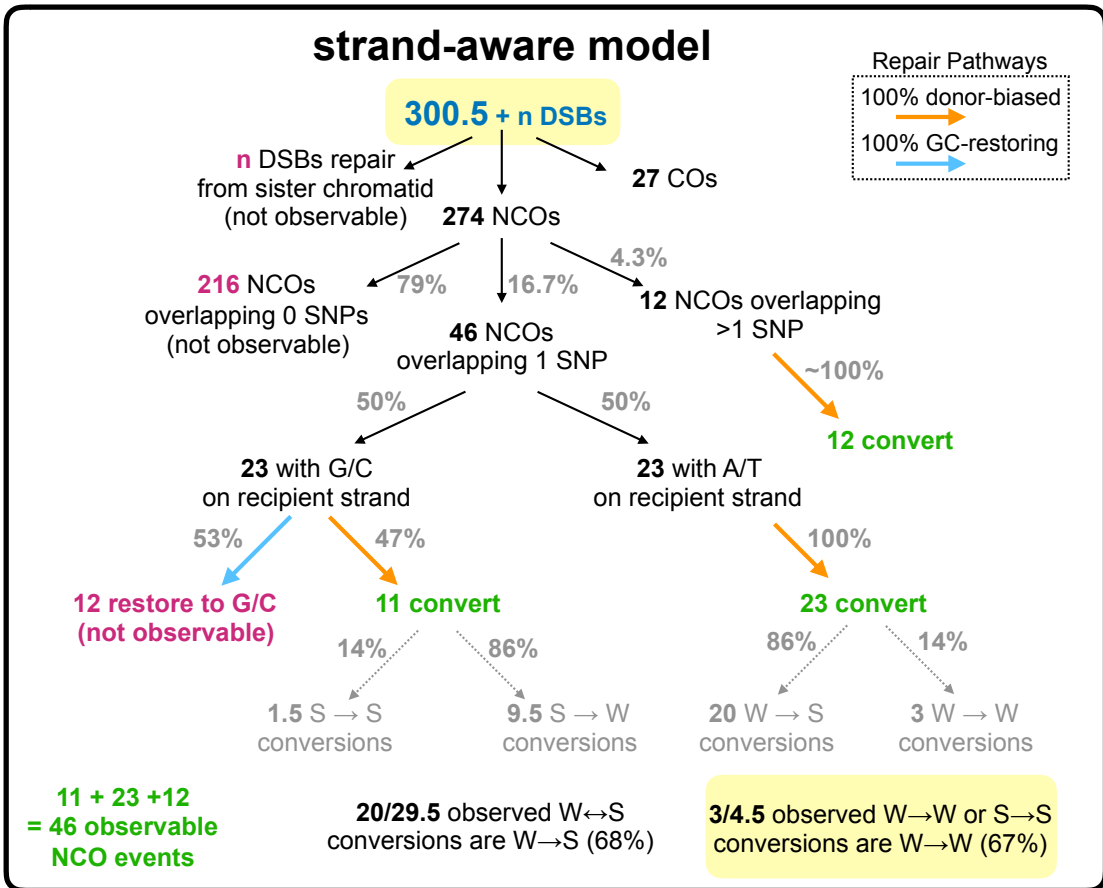 strand-aware model
Repair Pathways
100% donor-biased
100% GC-restoring
300.5 + n DSBs
n DSBs repair
from sister chromatid
(not observable)
27 COs
274 NCOs
79%
16.7%
4.3%
216 NCOs
overlapping 0 SNPs
(not observable)
46 NCOs
overlapping 1 SNP
12 NCOs overlapping
>1 SNP
~100%
12 convert
50%
50%
23 with G/C
on recipient strand
23 with A/T
on recipient strand
53%
47%
100%
12 restore to G/C
(not observable)
11 convert
23 convert
14%
86%
86%
14%
1.5 S → S
conversions
9.5 S → W
conversions
20 W → S
conversions
3 W → W
conversions
11 + 23 +12
= 46 observable
NCO events
20/29.5 observed W↔S
conversions are W→S (68%)
3/4.5 observed W→W or S→S
conversions are W→W (67%)